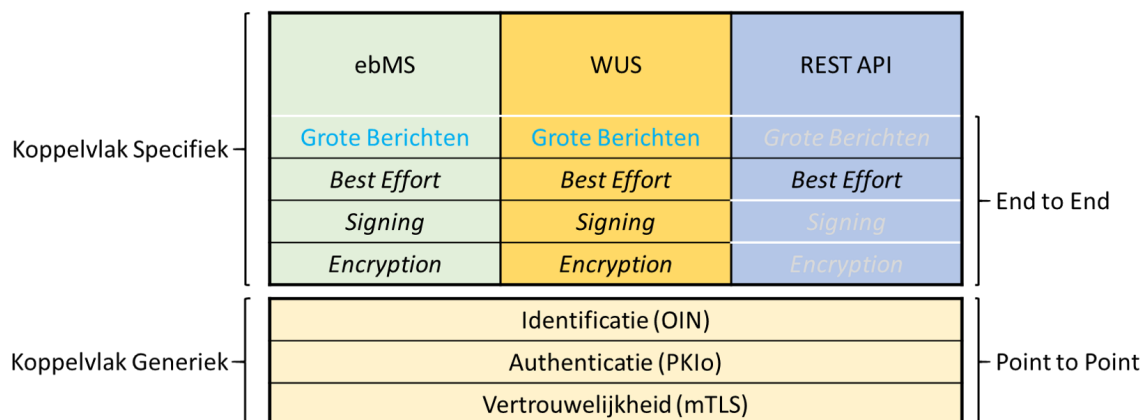 ebMS WUS REST API
Koppelvlak Specifiek
Grote Berichten Grote Berichten Grote Berichten
Best Effort Best Effort Best Effort
Signing Signing Signing
Encryption Encryption Encryption
End to End
Koppelvlak Generiek
Identificatie (OIN)
Authenticatie (PKIo)
Vertrouwelijkheid (mTLS)
Point to Point